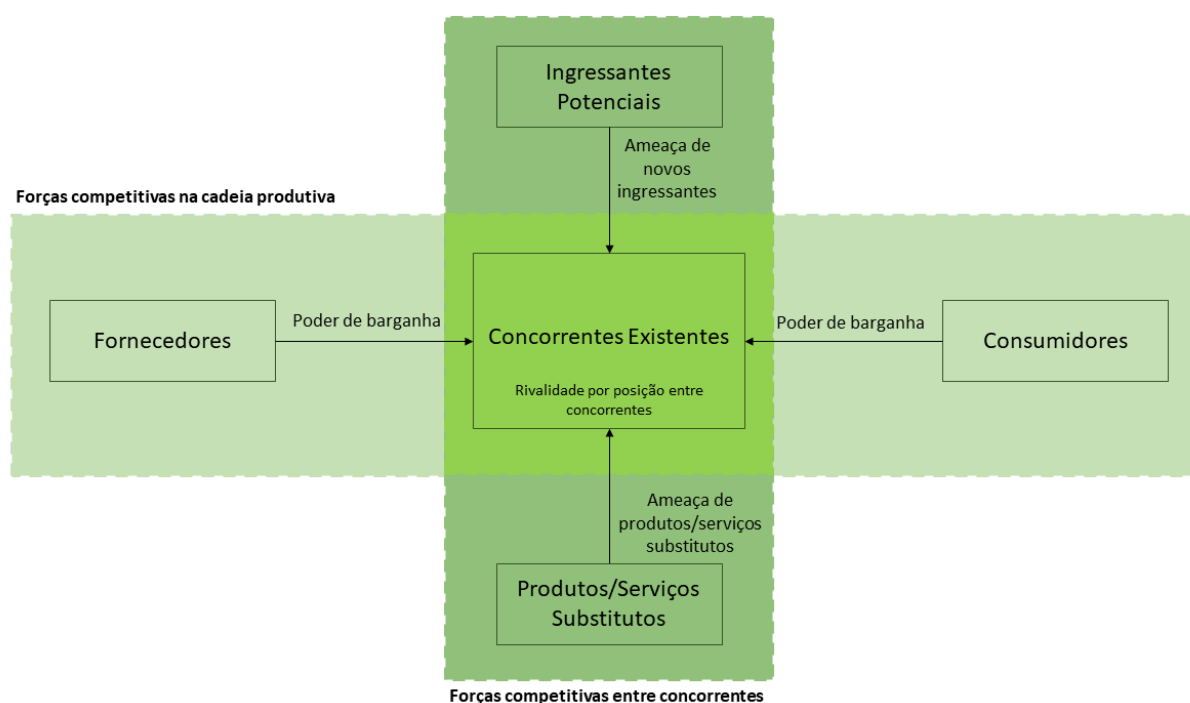 Ingressantes
Potenciais
Ameaça de
novos
ingressantes
Forças competitivas na cadeia produtiva
Fornecedores
Poder de barganha
Concorrentes Existentes
Rivalidade por posição entre
concorrentes
Poder de barganha
Consumidores
Ameaça de
produtos/serviços
substitutos
Produtos/Serviços
Substitutos
Forças competitivas entre concorrentes